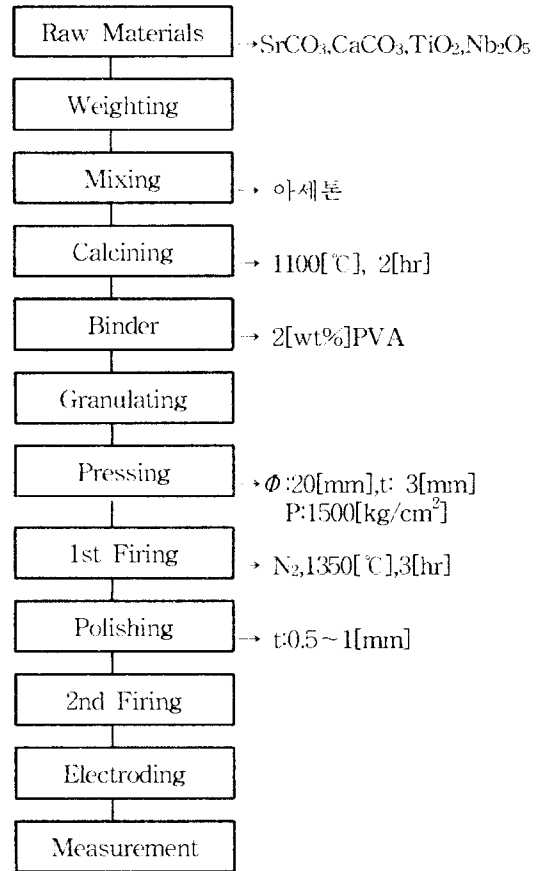 Raw Materials → SrCO₃,CaCO₃,TiO₂,Nb₂O₅
Weighting
Mixing → 아세톤
Calcining → 1100[℃], 2[hr]
Binder → 2[wt%]PVA
Granulating
Pressing → Φ:20[mm],t: 3[mm]
P:1500[kg/cm²]
1st Firing → N₂,1350[℃],3[hr]
Polishing → t:0.5~1[mm]
2nd Firing
Electroding
Measurement